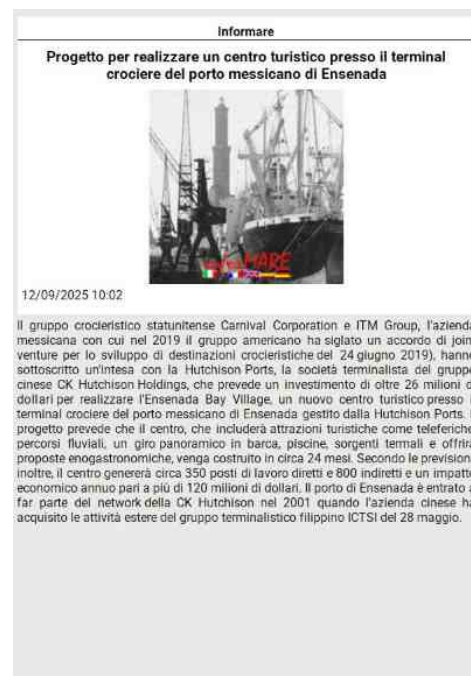 Informare
Progetto per realizzare un centro turistico presso il terminal
crociere del porto messicano di Ensenada
MARE
12/09/2025 10:02
Il gruppo crocieristico statunitense Carnival Corporation e ITM Group, l'azienda
messicana con cui nel 2019 il gruppo americano ha siglato un accordo di join
venture per lo sviluppo di destinazioni crocieristiche del 24 giugno 2019), hanno
sottoscritto un'intesa con la Hutchison Ports, la società terminalista del gruppo
cinese CK Hutchison Holdings, che prevede un investimento di oltre 26 milioni d
dollari per realizzare l'Ensenada Bay Village, un nuovo centro turistico presso i
terminal crociere del porto messicano di Ensenada gestito dalla Hutchison Ports. I
progetto prevede che il centro, che includerà attrazioni turistiche come teleferiche
percorsi fluviali, un giro panoramico in barca, piscine, sorgenti termali e offrirà
proposte enogastronomiche, venga costruito in circa 24 mesi. Secondo le previsioni
inoltre, il centro genererà circa 350 posti di lavoro diretti e 800 indiretti e un impatto
economico annuo pari a più di 120 milioni di dollari. Il porto di Ensenada è entrato a
far parte del network della CK Hutchison nel 2001 quando l'azienda cinese ha
acquisito le attività estere del gruppo terminalistico filippino ICTSI del 28 maggio.